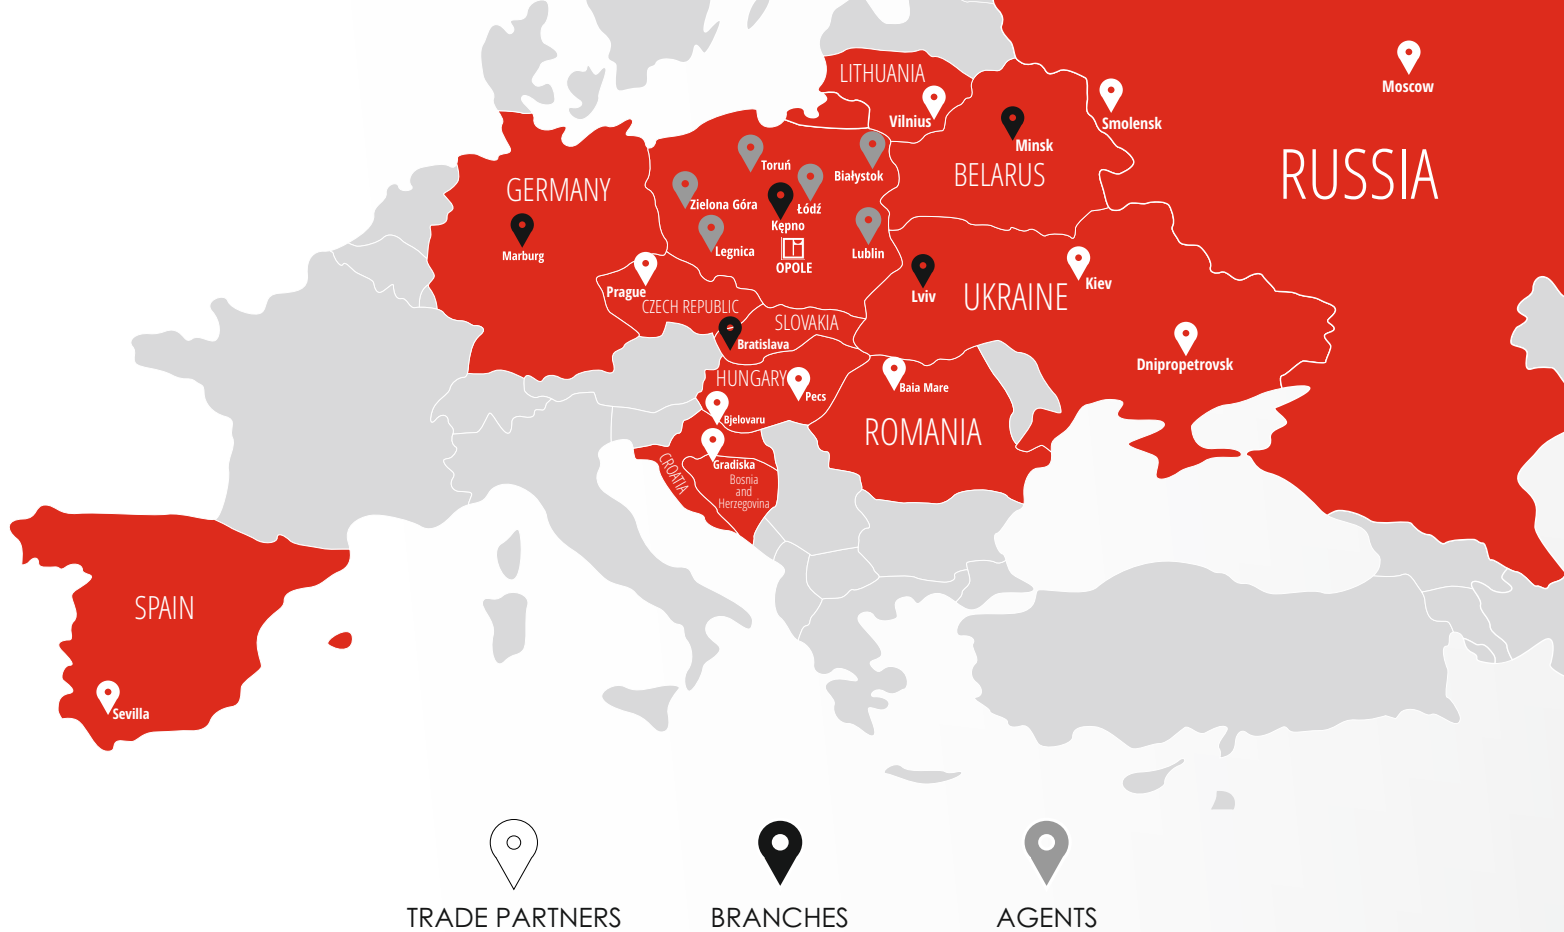 LITHUANIA
Moscow
Vilnius
Smolensk
Minsk
Toruń
Białystok
BELARUS
RUSSIA
GERMANY
Zielona Góra
Łódź
Kępno
Marburg
Legnica
Lublin
OPOLE
Prague
Kiev
Lviv
UKRAINE
CZECH REPUBLIC
SLOVAKIA
Bratislava
Dnipropetrovsk
HUNGARY
Pecs
Baia Mare
Bjelovaru
ROMANIA
Gradiska
CROATIA
Bosnia
and
Herzegovina
SPAIN
Sevilla
TRADE PARTNERS
BRANCHES
AGENTS